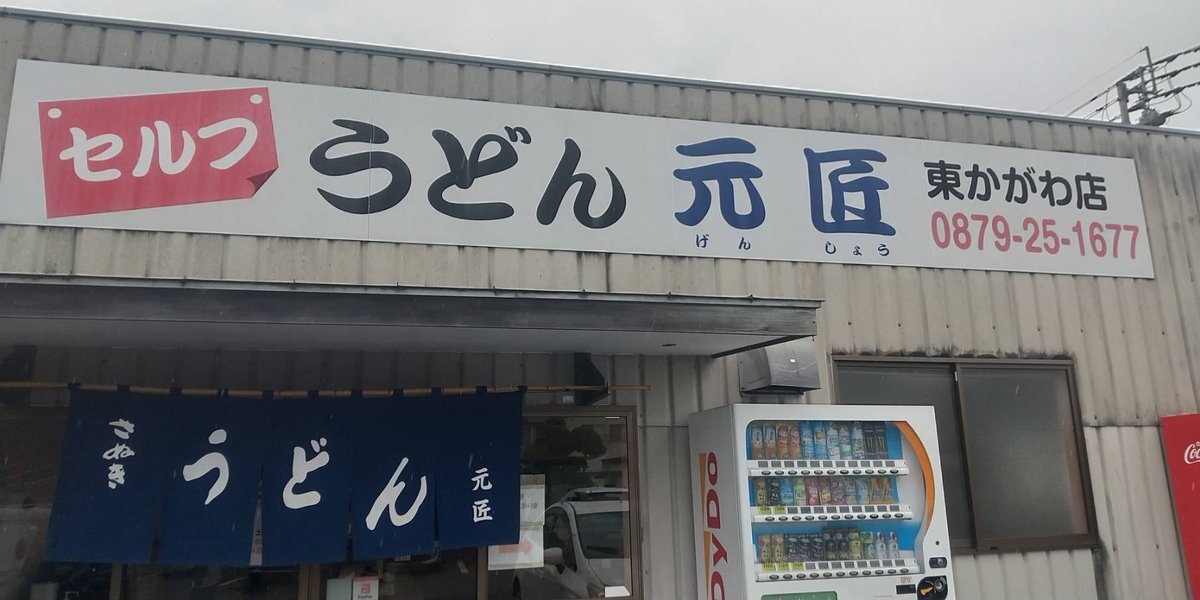 セルフ うどん 元匠 東かがわ店
げんしょう
0879-25-1677
さぬき うどん 元匠
DyDo